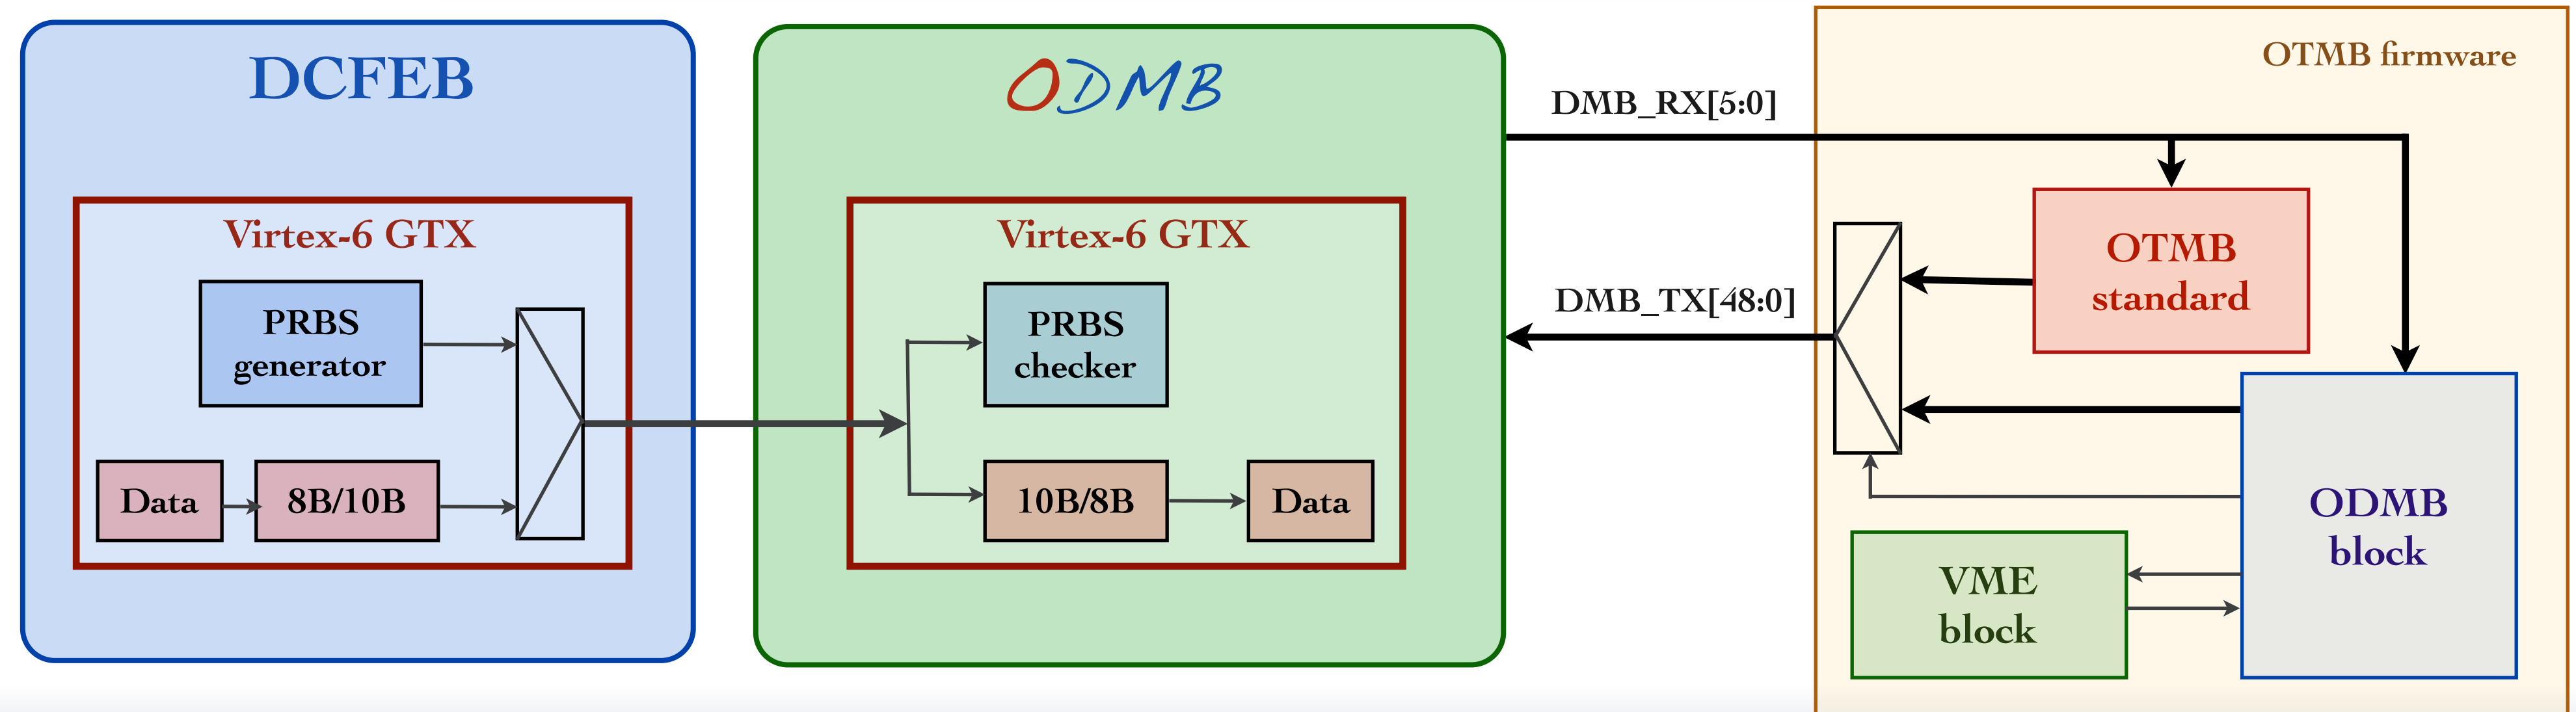 DCFEB
Virtex-6 GTX
PRBS
generator
Data
8B/10B
ODMB
Virtex-6 GTX
PRBS
checker
10B/8B
Data
DMB_RX[5:0]
DMB_TX[48:0]
OTMB firmware
OTMB
standard
ODMB
block
VME
block